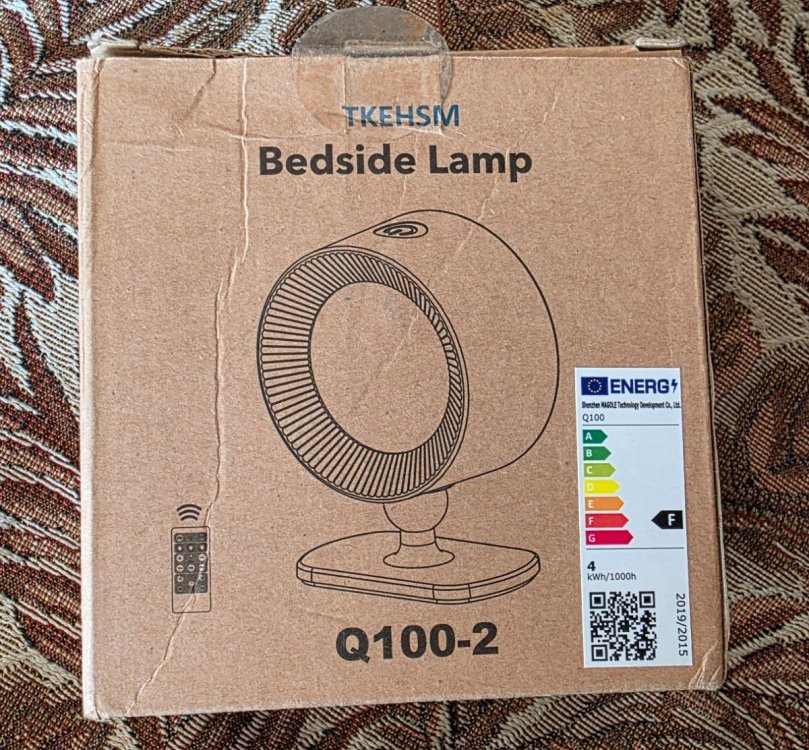 TKEHSM
Bedside Lamp
ENERG
Shenzhen MAGOLE Technology Development Co., Ltd.
Q100
A
B
C
D
E
F
G
F
4
kWh/1000h
2019/2015
Q100-2